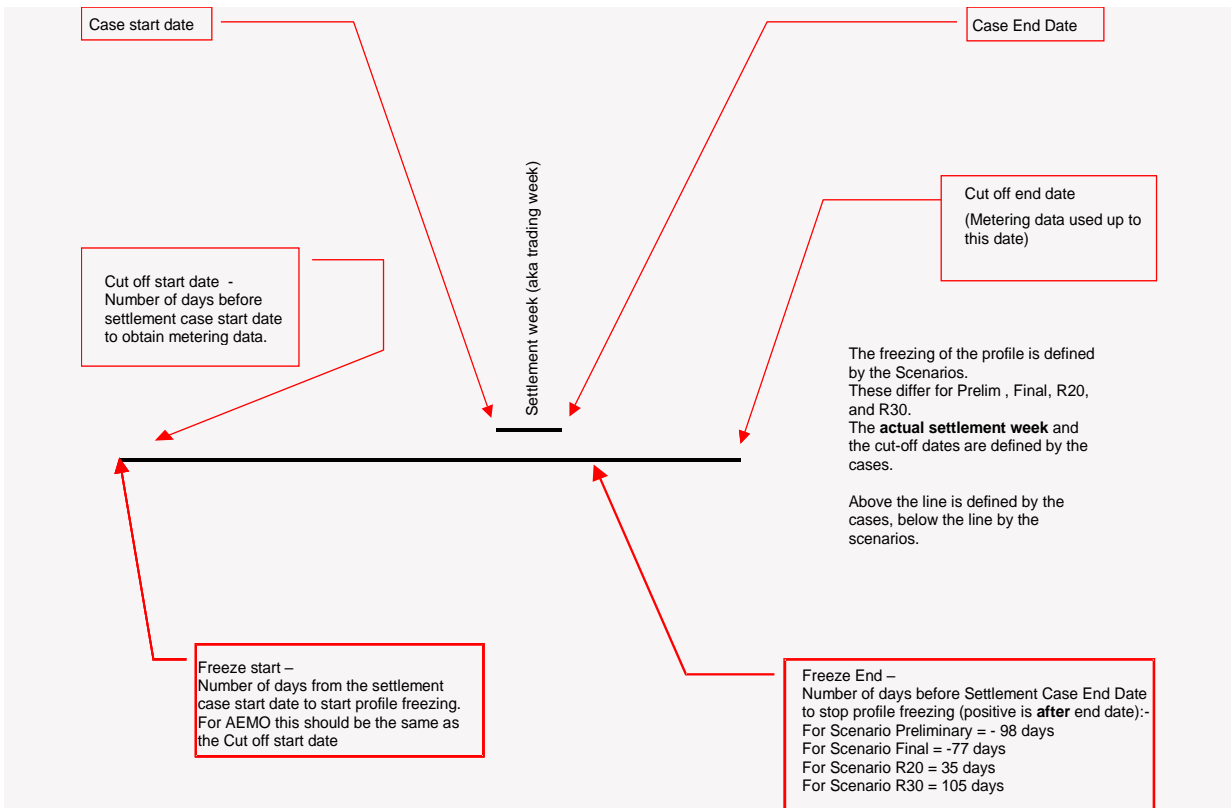 Case start date
Case End Date
Settlement week (aka trading week)
Cut off end date
(Metering data used up to
this date)
Cut off start date  -
Number of days before
settlement case start date
to obtain metering data.
The freezing of the profile is defined
by the Scenarios.
These differ for Prelim , Final, R20,
and R30.
The actual settlement week and
the cut-off dates are defined by the
cases.
Above the line is defined by the
cases, below the line by the
scenarios.
Freeze start –
Number of days from the settlement
case start date to start profile freezing.
For AEMO this should be the same as
the Cut off start date
Freeze End –
Number of days before Settlement Case End Date
to stop profile freezing (positive is after end date):-
For Scenario Preliminary = - 98 days
For Scenario Final = -77 days
For Scenario R20 = 35 days
For Scenario R30 = 105 days